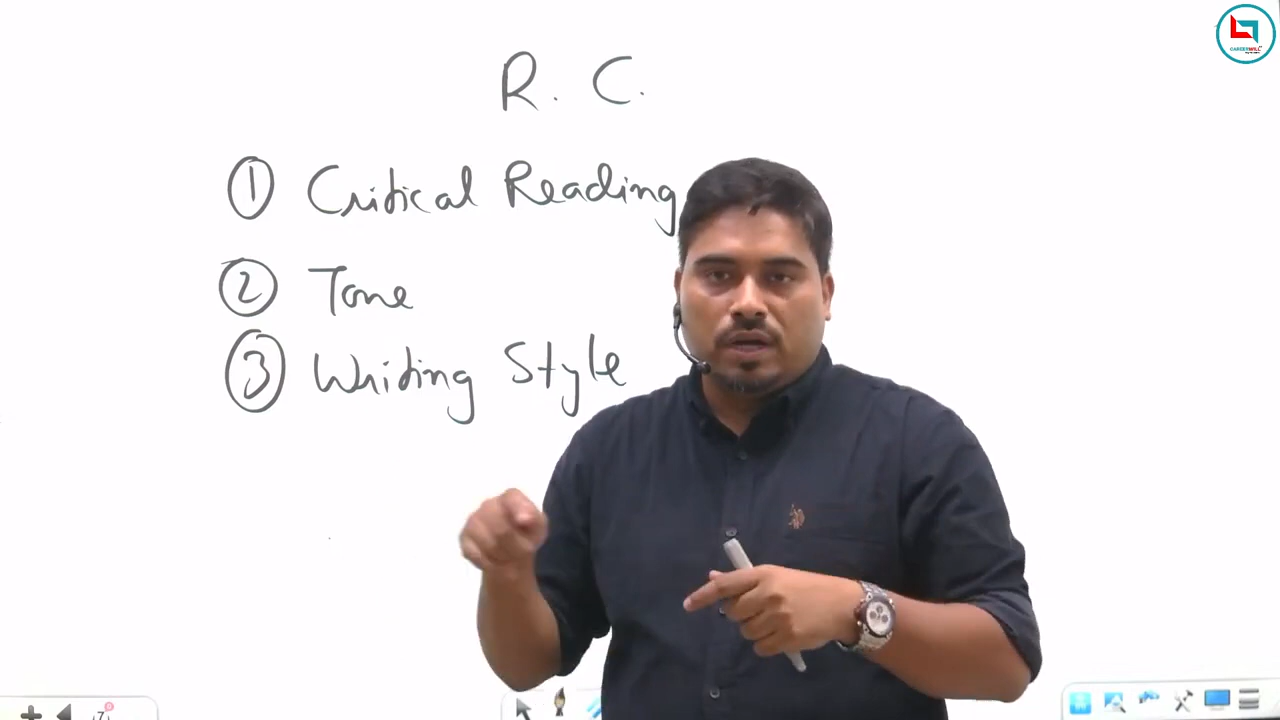 R. C.
① Critical Reading
② Tone
③ Writing Style